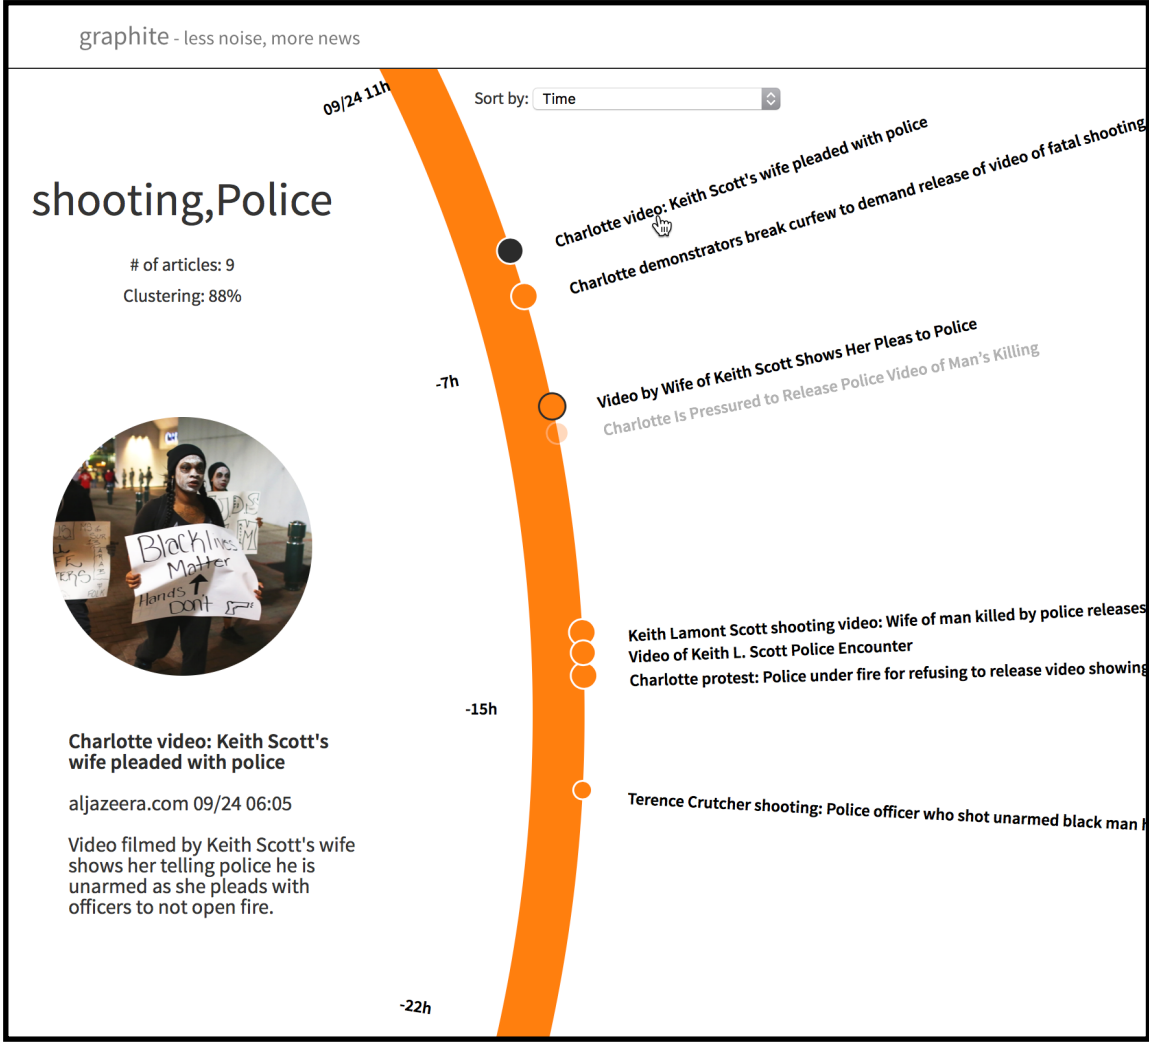 graphite - less noise, more news
09/24 11h
Sort by: Time
shooting,Police
# of articles: 9
Clustering: 88%
Charlotte video: Keith Scott's wife pleaded with police
Charlotte demonstrators break curfew to demand release of video of fatal shooting
-7h
Video by Wife of Keith Scott Shows Her Pleas to Police
Charlotte Is Pressured to Release Police Video of Man’s Killing
Black lives
Matter
Hands
Don't
Keith Lamont Scott shooting video: Wife of man killed by police releases
Video of Keith L. Scott Police Encounter
Charlotte protest: Police under fire for refusing to release video showing
-15h
Charlotte video: Keith Scott's
wife pleaded with police
aljazeera.com 09/24 06:05
Video filmed by Keith Scott's wife
shows her telling police he is
unarmed as she pleads with
officers to not open fire.
Terence Crutcher shooting: Police officer who shot unarmed black man
-22h